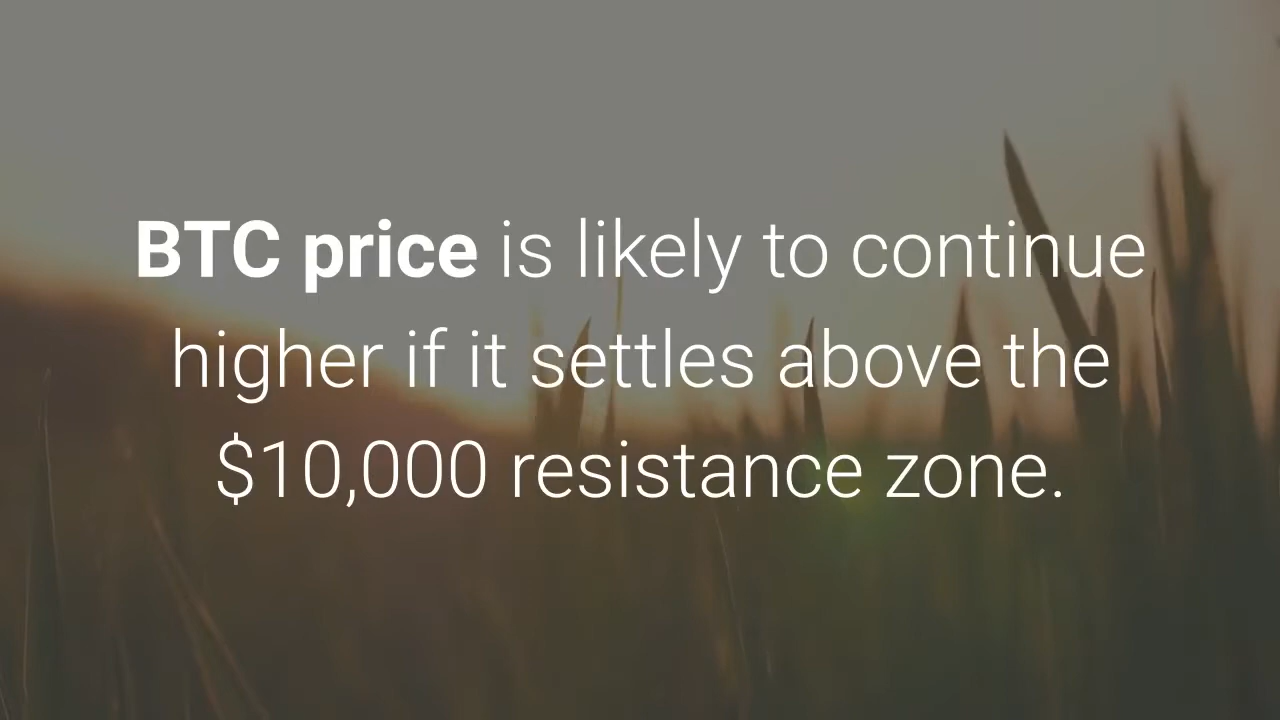 BTC price is likely to continue
higher if it settles above the
$10,000 resistance zone.